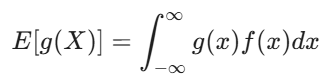 E[g(X)] = ∫_{-∞}^{∞} g(x)f(x)dx